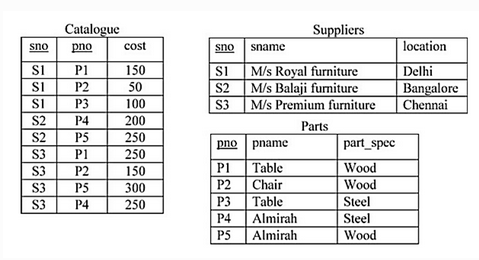 Catalogue
sno pno cost
S1 P1 150
S1 P2 50
S1 P3 100
S2 P4 200
S2 P5 250
S3 P1 250
S3 P2 150
S3 P5 300
S3 P4 250
Suppliers
sno sname location
S1 M/s Royal furniture Delhi
S2 M/s Balaji furniture Bangalore
S3 M/s Premium furniture Chennai
Parts
pno pname part_spec
P1 Table Wood
P2 Chair Wood
P3 Table Steel
P4 Almirah Steel
P5 Almirah Wood